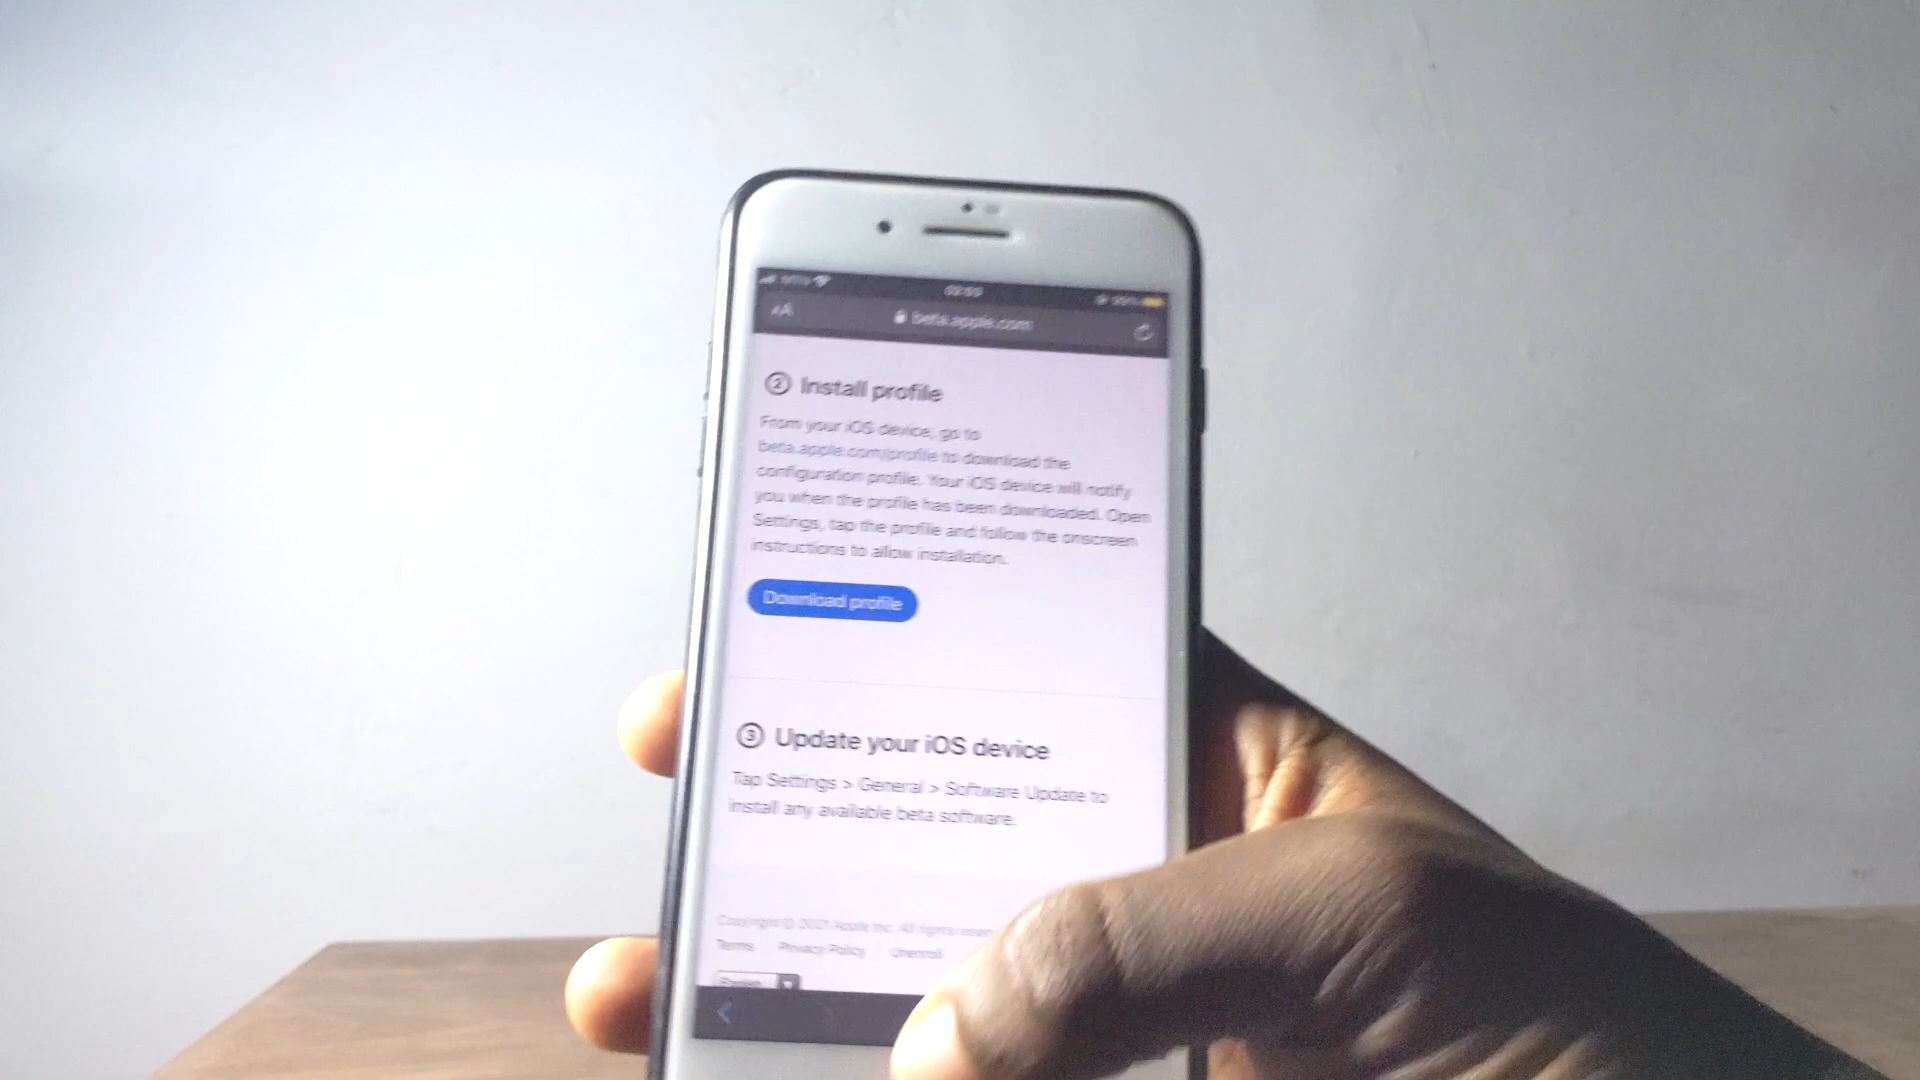 AA
beta.apple.com
2 Install profile
From your iOS device, go to
beta.apple.com/profile to download the
configuration profile. Your iOS device will notify
you when the profile has been downloaded. Open
Settings, tap the profile and follow the onscreen
instructions to allow installation.
Download profile
3 Update your iOS device
Tap Settings > General > Software Update to
install any available beta software.
Copyright © 2021 Apple Inc. All rights
Terms Privacy Policy Unenroll
English